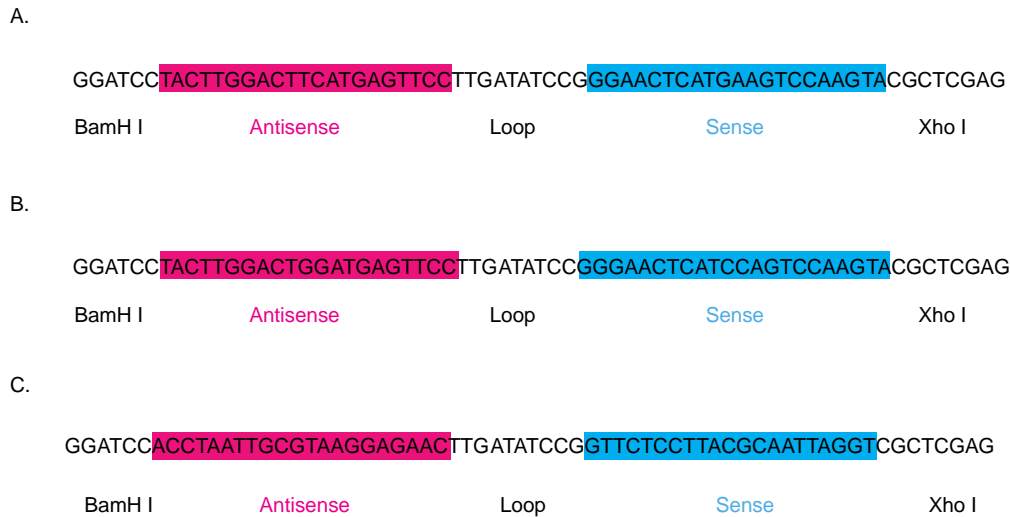 A.
GGATCCTACTTGGACTTCATGAGTTCCTTGATATCCGGGAACTCATGAAGTCCAAGTACGCTCGAG
BamH I Antisense Loop Sense Xho I
B.
GGATCCTACTTGGACTGGATGAGTTCCTTGATATCCGGGAACTCATCCAGTCCAAGTACGCTCGAG
BamH I Antisense Loop Sense Xho I
C.
GGATCCACCTAATTGCGTAAGGAGAACTTGATATCCGGTTCTCCTTACGCAATTAGGTCGCTCGAG
BamH I Antisense Loop Sense Xho I